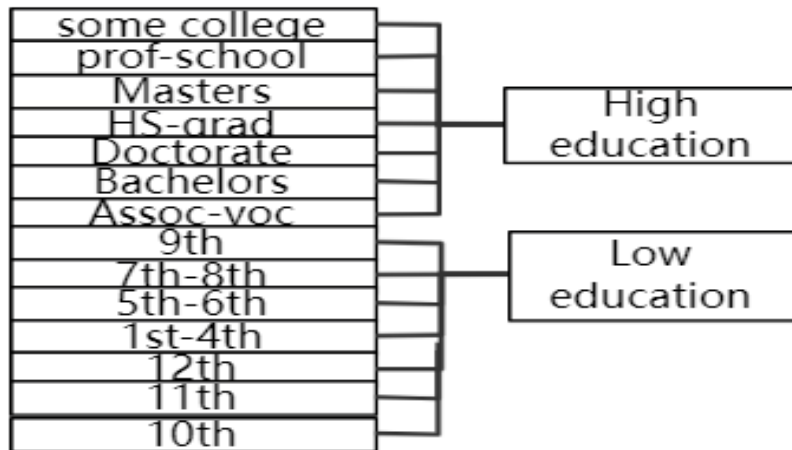 some college
prof-school
Masters
HS-grad
Doctorate
Bachelors
Assoc-voc
9th
7th-8th
5th-6th
1st-4th
12th
11th
10th
High
education
Low
education